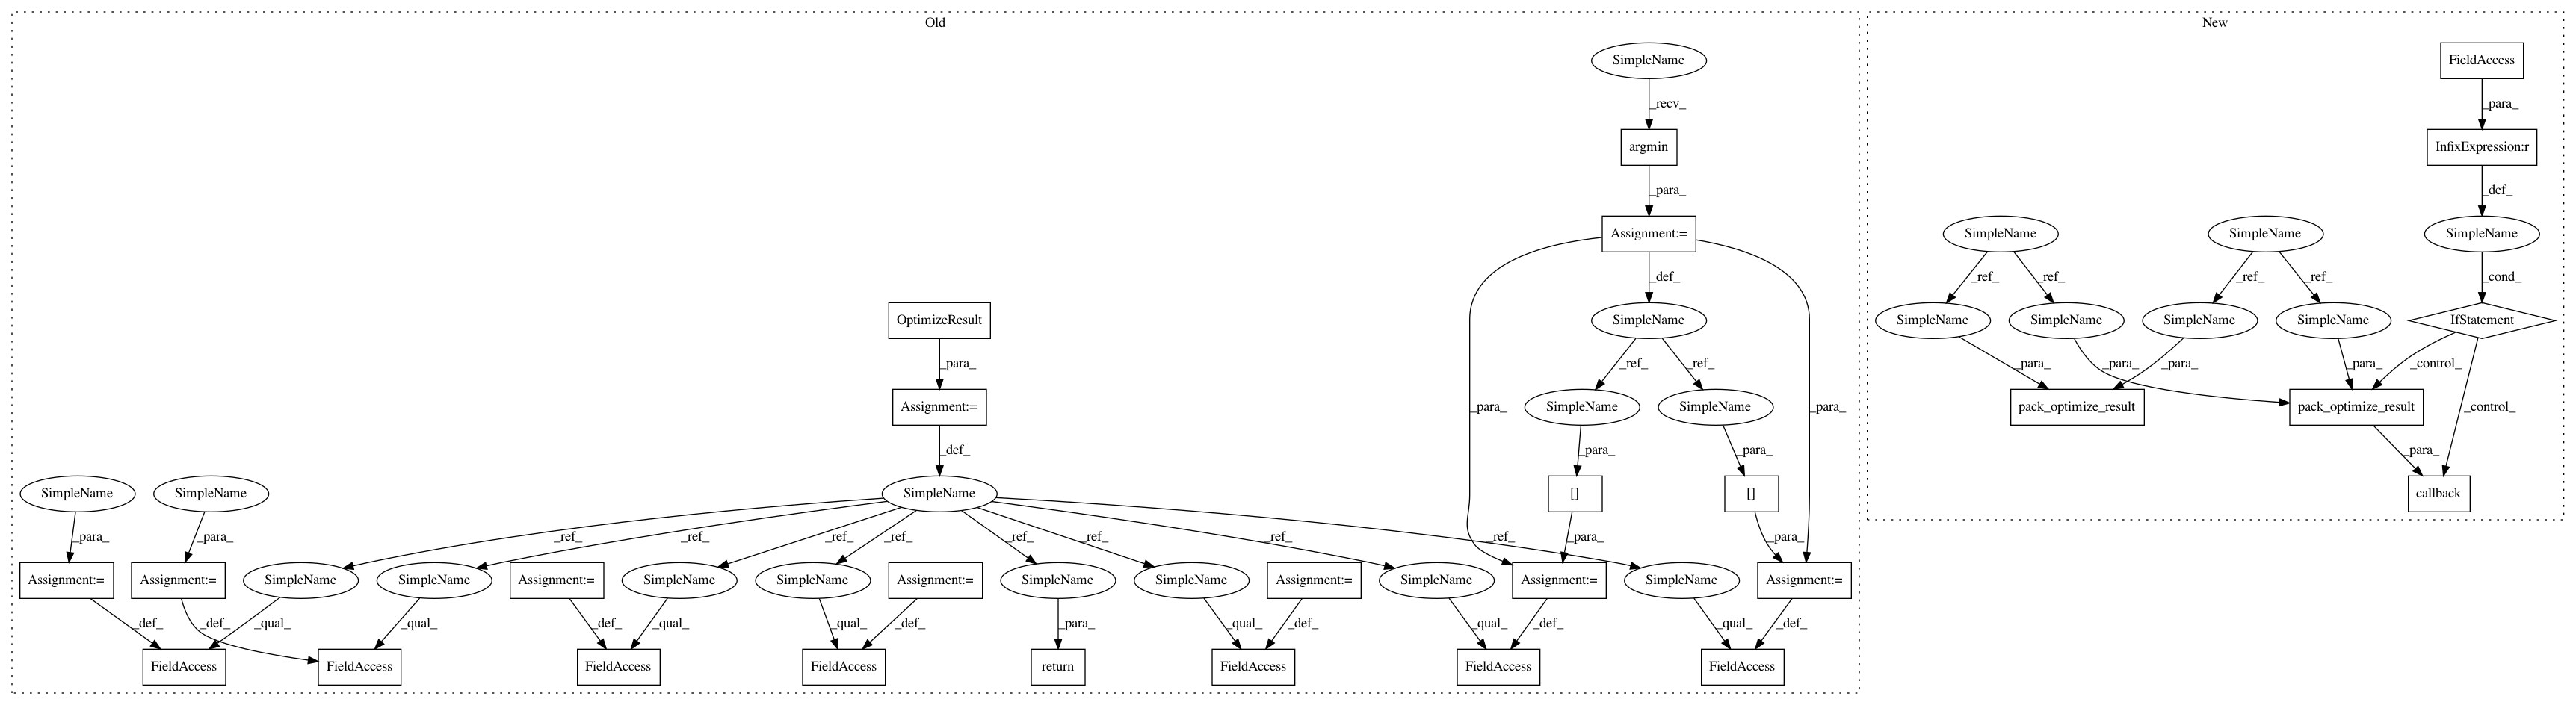 Old
New
SimpleName
FieldAccess
_recv_
_para_
argmin
InfixExpression:r
_para_
_def_
Assignment:=
SimpleName
SimpleName
SimpleName
_def_
_ref_
_ref_
_ref_
_ref_
_cond_
OptimizeResult
SimpleName
SimpleName
SimpleName
SimpleName
SimpleName
IfStatement
_para_
_ref_
_ref_
_para_
_para_
_para_
_para_
_control_
Assignment:=
SimpleName
SimpleName
_para_
_para_
pack_optimize_result
pack_optimize_result
_control_
_def_
_para_
_para_
_para_
SimpleName
SimpleName
SimpleName
[]
[]
callback
_para_
_para_
_ref_
_ref_
_ref_
_ref_
_ref_
_ref_
_ref_
_ref_
_para_
_para_
Assignment:=
Assignment:=
SimpleName
SimpleName
Assignment:=
SimpleName
SimpleName
Assignment:=
SimpleName
SimpleName
Assignment:=
SimpleName
Assignment:=
SimpleName
Assignment:=
_def_
_def_
_qual_
_qual_
_def_
_qual_
_qual_
_def_
_para_
_qual_
_def_
_qual_
_def_
_qual_
_def_
FieldAccess
FieldAccess
FieldAccess
FieldAccess
return
FieldAccess
FieldAccess
FieldAccess